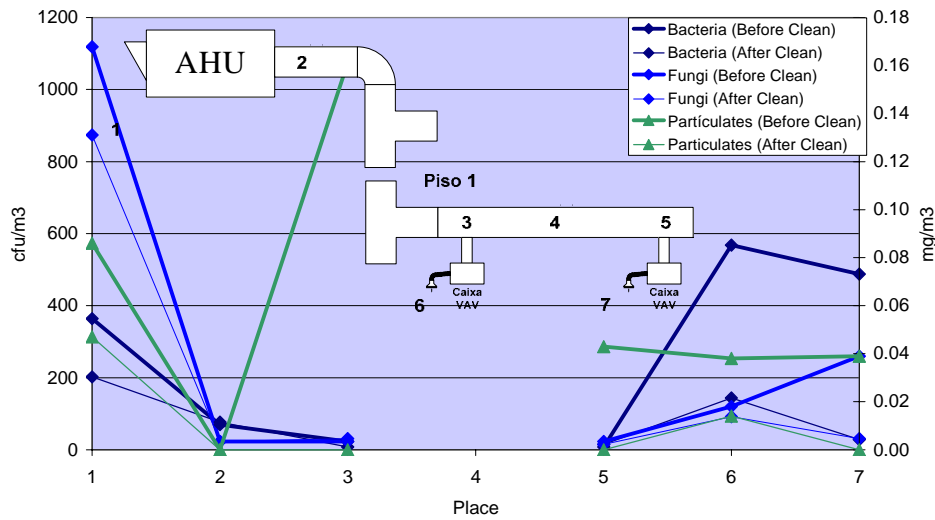 1200
1000
800
600
400
200
0
cfu/m3
0.18
0.16
0.14
0.12
0.10
0.08
0.06
0.04
0.02
0.00
mg/m3
Bacteria (Before Clean)
Bacteria (After Clean)
Fungi (Before Clean)
Fungi (After Clean)
Partículates (Before Clean)
Particulates (After Clean)
AHU
2
1
Piso 1
3 4 5
Caixa
VAV
6
Caixa
VAV
7
1 2 3 4 5 6 7
Place